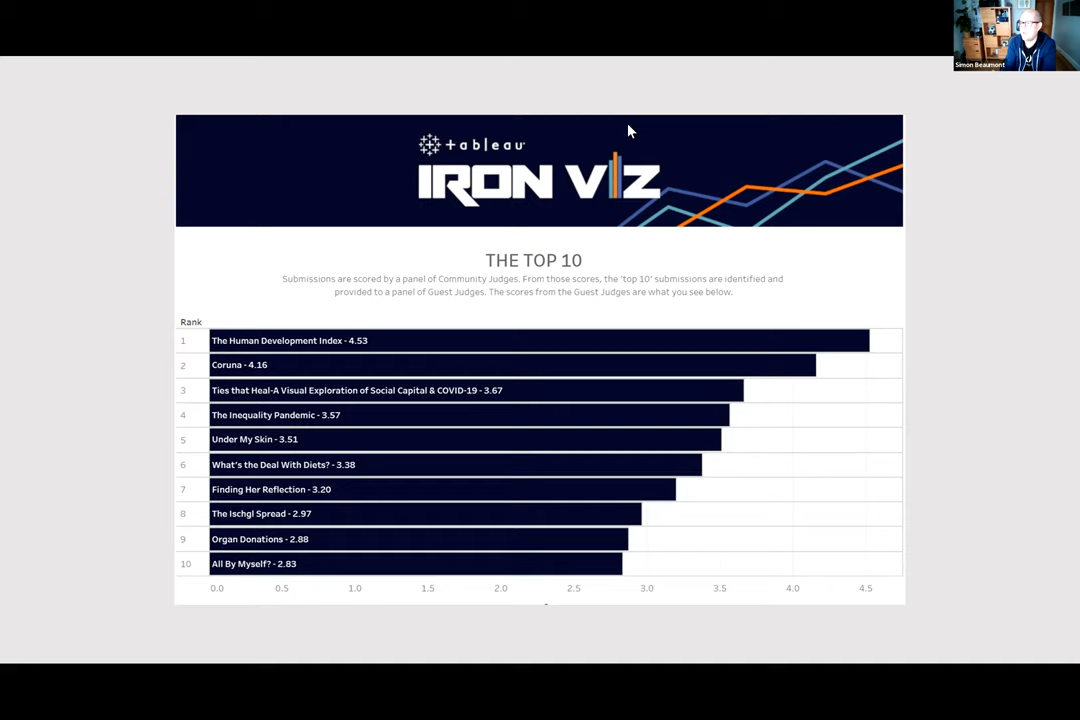 Simon Beaumont
+ableau
IRON VIZ
THE TOP 10
Submissions are scored by a panel of Community Judges. From those scores, the 'top 10' submissions are identified and
provided to a panel of Guest Judges. The scores from the Guest Judges are what you see below.
Rank
1 The Human Development Index - 4.53
2 Coruna - 4.16
3 Ties that Heal-A Visual Exploration of Social Capital & COVID-19 - 3.67
4 The Inequality Pandemic - 3.57
5 Under My Skin - 3.51
6 What's the Deal With Diets? - 3.38
7 Finding Her Reflection - 3.20
8 The Ischgl Spread - 2.97
9 Organ Donations - 2.88
10 All By Myself? - 2.83
0.0 0.5 1.0 1.5 2.0 2.5 3.0 3.5 4.0 4.5